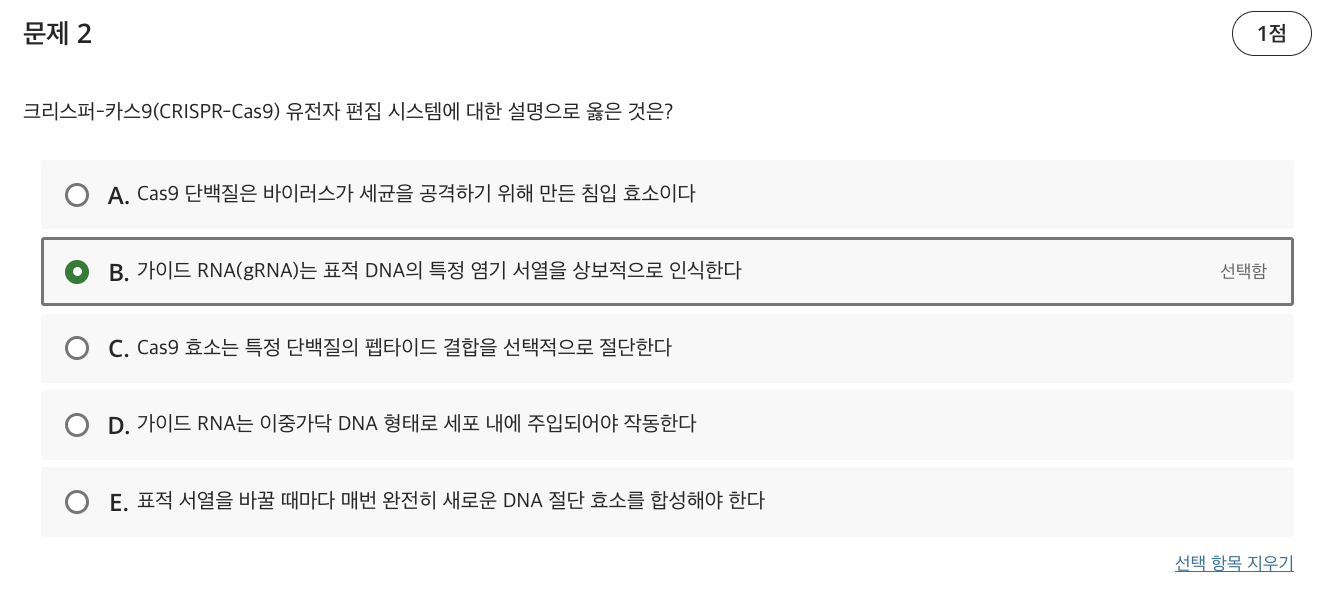 문제 2
1점
크리스퍼-카스9(CRISPR-Cas9) 유전자 편집 시스템에 대한 설명으로 옳은 것은?
A. Cas9 단백질은 바이러스가 세균을 공격하기 위해 만든 침입 효소이다
B. 가이드 RNA(gRNA)는 표적 DNA의 특정 염기 서열을 상보적으로 인식한다 선택함
C. Cas9 효소는 특정 단백질의 펩타이드 결합을 선택적으로 절단한다
D. 가이드 RNA는 이중가닥 DNA 형태로 세포 내에 주입되어야 작동한다
E. 표적 서열을 바꿀 때마다 매번 완전히 새로운 DNA 절단 효소를 합성해야 한다
선택 항목 지우기